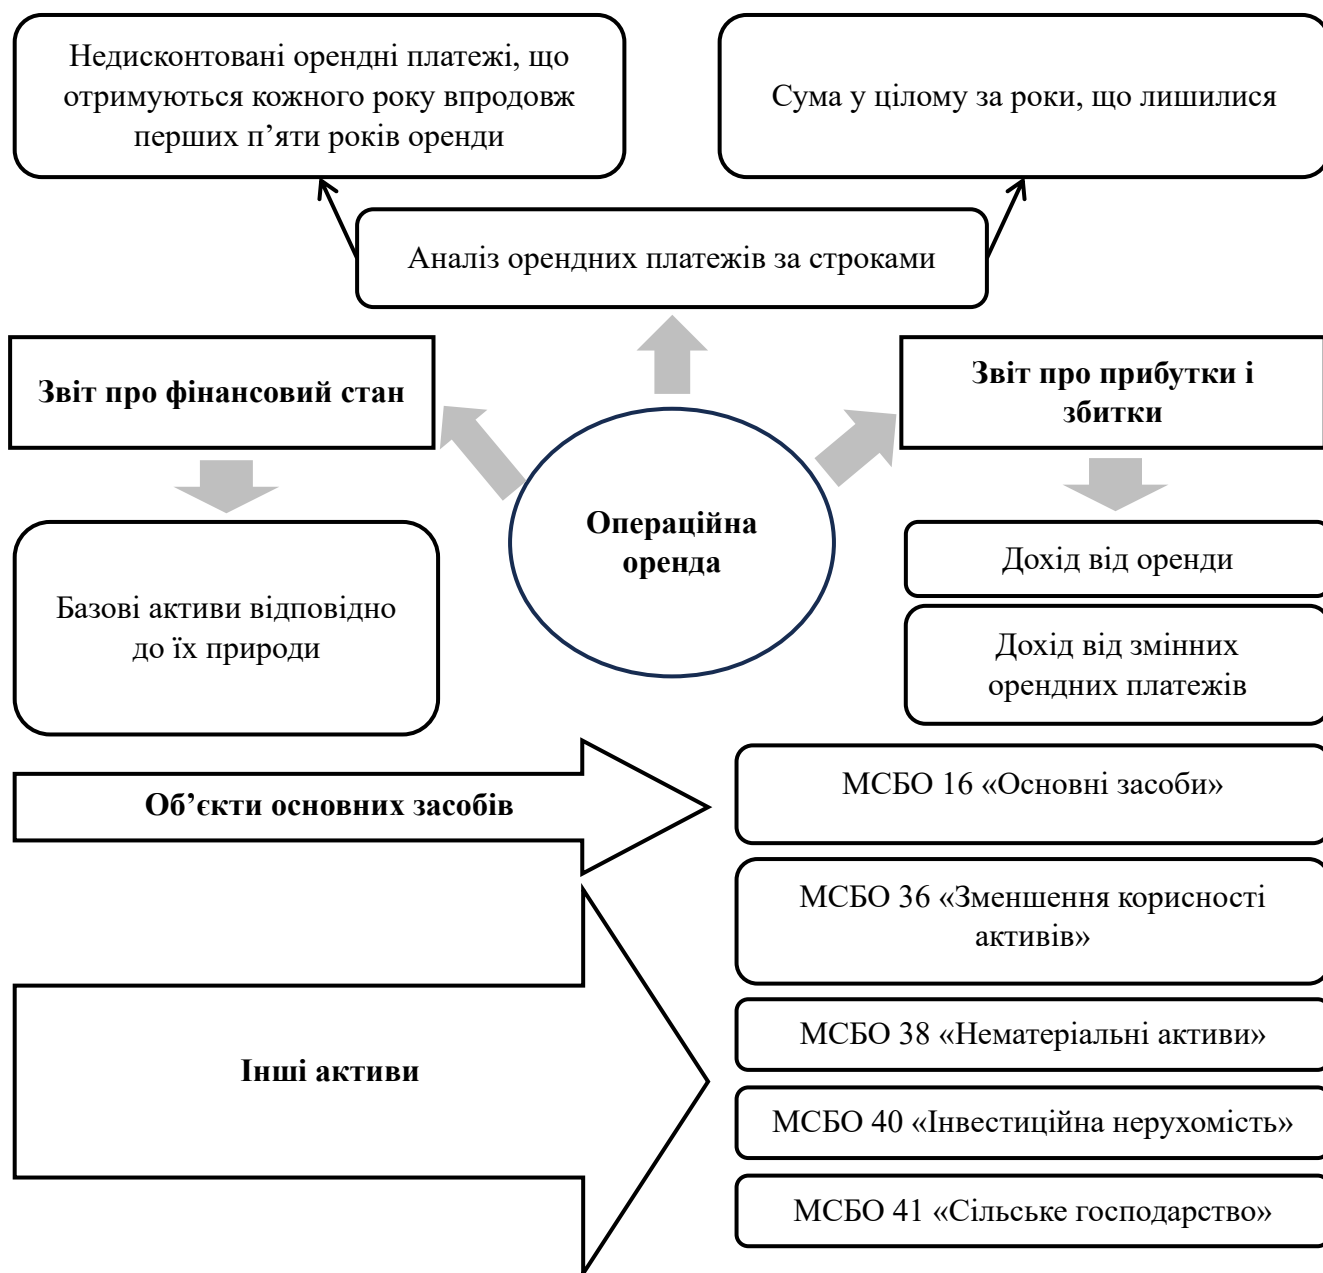 Недисконтовані орендні платежі, що
отримуються кожного року впродовж
перших п’яти років оренди
Сума у цілому за роки, що лишилися
Аналіз орендних платежів за строками
Звіт про фінансовий стан
Звіт про прибутки і
збитки
Операційна
оренда
Базові активи відповідно
до їх природи
Дохід від оренди
Дохід від змінних
орендних платежів
Об’єкти основних засобів
МСБО 16 «Основні засоби»
МСБО 36 «Зменшення корисності
активів»
Інші активи
МСБО 38 «Нематеріальні активи»
МСБО 40 «Інвестиційна нерухомість»
МСБО 41 «Сільське господарство»